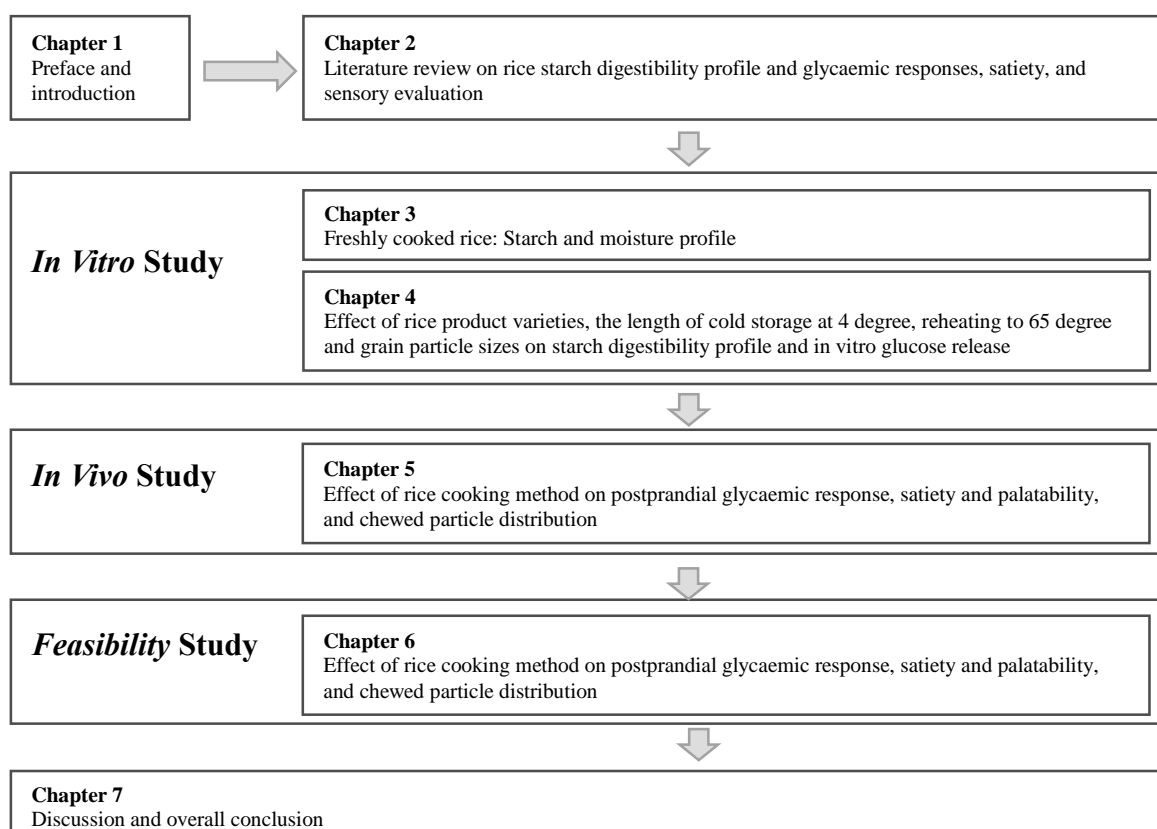 Chapter 1
Preface and
introduction
Chapter 2
Literature review on rice starch digestibility profile and glycaemic responses, satiety, and
sensory evaluation
In Vitro Study
Chapter 3
Freshly cooked rice: Starch and moisture profile
Chapter 4
Effect of rice product varieties, the length of cold storage at 4 degree, reheating to 65 degree
and grain particle sizes on starch digestibility profile and in vitro glucose release
In Vivo Study
Chapter 5
Effect of rice cooking method on postprandial glycaemic response, satiety and palatability,
and chewed particle distribution
Feasibility Study
Chapter 6
Effect of rice cooking method on postprandial glycaemic response, satiety and palatability,
and chewed particle distribution
Chapter 7
Discussion and overall conclusion